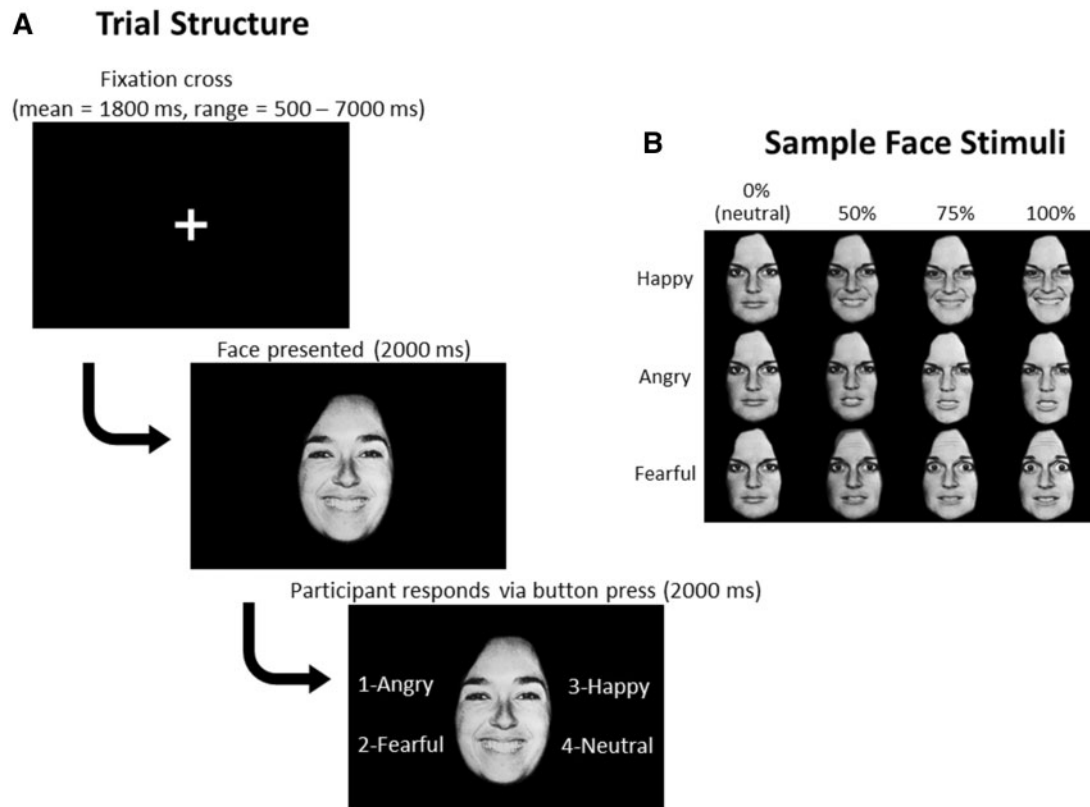 A Trial Structure
Fixation cross
(mean = 1800 ms, range = 500 – 7000 ms)
Face presented (2000 ms)
Participant responds via button press (2000 ms)
1-Angry
3-Happy
2-Fearful
4-Neutral
B Sample Face Stimuli
0%
(neutral) 50% 75% 100%
Happy
Angry
Fearful